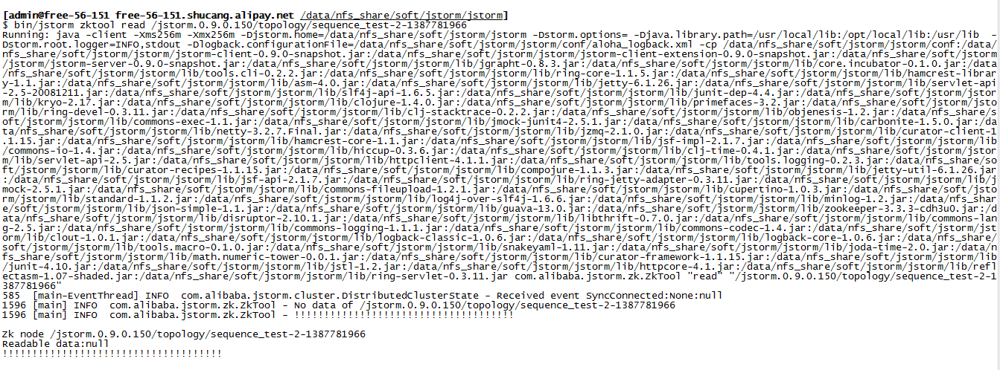 [admin@free-56-151 free-56-151.shucang.alipay.net /data/nfs_share/soft/jstorm/jstorm]
$ bin/jstorm zktool read /jstorm.0.9.0.150/topology/sequence_test-2-1387781966
Running: java -client -Xms256m -Xmx256m -Djstorm.home=/data/nfs_share/soft/jstorm/jstorm -Dstorm.options= -Djava.library.path=/usr/local/lib:/opt/local/lib:/usr/lib -
Dstorm.root.logger=INFO,stdout -Dlogback.configurationFile=/data/nfs_share/soft/jstorm/jstorm/conf/aloha_logback.xml -cp /data/nfs_share/soft/jstorm/jstorm/conf:/data/
nfs_share/soft/jstorm/jstorm/jstorm-client-0.9.0-snapshot.jar:/data/nfs_share/soft/jstorm/jstorm/jstorm-client-extension-0.9.0-snapshot.jar:/data/nfs_share/soft/jstorm
/jstorm/jstorm-server-0.9.0-snapshot.jar:/data/nfs_share/soft/jstorm/jstorm/lib/jgrapht-0.8.3.jar:/data/nfs_share/soft/jstorm/jstorm/lib/core.incubator-0.1.0.jar:/data
/nfs_share/soft/jstorm/jstorm/lib/tools.cli-0.2.2.jar:/data/nfs_share/soft/jstorm/jstorm/lib/ring-core-1.1.5.jar:/data/nfs_share/soft/jstorm/jstorm/lib/hamcrest-librar
y-1.1.jar:/data/nfs_share/soft/jstorm/jstorm/lib/asm-4.0.jar:/data/nfs_share/soft/jstorm/jstorm/lib/jetty-6.1.26.jar:/data/nfs_share/soft/jstorm/jstorm/lib/servlet-api
-2.5-20081211.jar:/data/nfs_share/soft/jstorm/jstorm/lib/slf4j-api-1.6.5.jar:/data/nfs_share/soft/jstorm/jstorm/lib/junit-dep-4.4.jar:/data/nfs_share/soft/jstorm/jstor
m/lib/kryo-2.17.jar:/data/nfs_share/soft/jstorm/jstorm/lib/clojure-1.4.0.jar:/data/nfs_share/soft/jstorm/jstorm/lib/primefaces-3.2.jar:/data/nfs_share/soft/jstorm/jsto
rm/lib/ring-devel-0.3.11.jar:/data/nfs_share/soft/jstorm/jstorm/lib/clj-stacktrace-0.2.2.jar:/data/nfs_share/soft/jstorm/jstorm/lib/objenesis-1.2.jar:/data/nfs_share/s
oft/jstorm/jstorm/lib/commons-exec-1.1.jar:/data/nfs_share/soft/jstorm/jstorm/lib/jmock-junit4-2.5.1.jar:/data/nfs_share/soft/jstorm/jstorm/lib/carbonite-1.5.0.jar:/da
ta/nfs_share/soft/jstorm/jstorm/lib/netty-3.2.7.Final.jar:/data/nfs_share/soft/jstorm/jstorm/lib/jzmq-2.1.0.jar:/data/nfs_share/soft/jstorm/jstorm/lib/curator-client-1
.1.15.jar:/data/nfs_share/soft/jstorm/jstorm/lib/hamcrest-core-1.1.jar:/data/nfs_share/soft/jstorm/jstorm/lib/jsf-impl-2.1.7.jar:/data/nfs_share/soft/jstorm/jstorm/lib
/commons-io-1.4.jar:/data/nfs_share/soft/jstorm/jstorm/lib/hiccup-0.3.6.jar:/data/nfs_share/soft/jstorm/jstorm/lib/clj-time-0.4.1.jar:/data/nfs_share/soft/jstorm/jstor
m/lib/servlet-api-2.5.jar:/data/nfs_share/soft/jstorm/jstorm/lib/httpclient-4.1.1.jar:/data/nfs_share/soft/jstorm/jstorm/lib/tools.logging-0.2.3.jar:/data/nfs_share/so
ft/jstorm/jstorm/lib/curator-recipes-1.1.15.jar:/data/nfs_share/soft/jstorm/jstorm/lib/compojure-1.1.3.jar:/data/nfs_share/soft/jstorm/jstorm/lib/jetty-util-6.1.26.jar
:/data/nfs_share/soft/jstorm/jstorm/lib/jsf-api-2.1.7.jar:/data/nfs_share/soft/jstorm/jstorm/lib/ring-jetty-adapter-0.3.11.jar:/data/nfs_share/soft/jstorm/jstorm/lib/j
mock-2.5.1.jar:/data/nfs_share/soft/jstorm/jstorm/lib/commons-fileupload-1.2.1.jar:/data/nfs_share/soft/jstorm/jstorm/lib/cupertino-1.0.3.jar:/data/nfs_share/soft/jsto
rm/jstorm/lib/standard-1.1.2.jar:/data/nfs_share/soft/jstorm/jstorm/lib/log4j-over-slf4j-1.6.6.jar:/data/nfs_share/soft/jstorm/jstorm/lib/minlog-1.2.jar:/data/nfs_shar
e/soft/jstorm/jstorm/lib/json-simple-1.1.jar:/data/nfs_share/soft/jstorm/jstorm/lib/guava-13.0.jar:/data/nfs_share/soft/jstorm/jstorm/lib/zookeeper-3.3.3-cdh3u0.jar:/d
ata/nfs_share/soft/jstorm/jstorm/lib/disruptor-2.10.1.jar:/data/nfs_share/soft/jstorm/jstorm/lib/libthrift-0.7.0.jar:/data/nfs_share/soft/jstorm/jstorm/lib/commons-lan
g-2.5.jar:/data/nfs_share/soft/jstorm/jstorm/lib/commons-logging-1.1.1.jar:/data/nfs_share/soft/jstorm/jstorm/lib/commons-codec-1.4.jar:/data/nfs_share/soft/jstorm/jst
orm/lib/clout-1.0.1.jar:/data/nfs_share/soft/jstorm/jstorm/lib/logback-classic-1.0.6.jar:/data/nfs_share/soft/jstorm/jstorm/lib/logback-core-1.0.6.jar:/data/nfs_share/
soft/jstorm/jstorm/lib/tools.macro-0.1.0.jar:/data/nfs_share/soft/jstorm/jstorm/lib/snakeyaml-1.11.jar:/data/nfs_share/soft/jstorm/jstorm/lib/joda-time-2.0.jar:/data/n
fs_share/soft/jstorm/jstorm/lib/math.numeric-tower-0.0.1.jar:/data/nfs_share/soft/jstorm/jstorm/lib/curator-framework-1.1.15.jar:/data/nfs_share/soft/jstorm/jstorm/lib
/junit-4.10.jar:/data/nfs_share/soft/jstorm/jstorm/lib/jstl-1.2.jar:/data/nfs_share/soft/jstorm/jstorm/lib/httpcore-4.1.jar:/data/nfs_share/soft/jstorm/jstorm/lib/refl
ectasm-1.07-shaded.jar:/data/nfs_share/soft/jstorm/jstorm/lib/ring-servlet-0.3.11.jar com.alibaba.jstorm.zk.ZkTool "read" "/jstorm.0.9.0.150/topology/sequence_test-2-1
387781966"
585  [main-EventThread] INFO  com.alibaba.jstorm.cluster.DistributedClusterState - Received event SyncConnected:None:null
1596 [main] INFO  com.alibaba.jstorm.zk.ZkTool - No data of /jstorm.0.9.0.150/topology/sequence_test-2-1387781966
1596 [main] INFO  com.alibaba.jstorm.zk.ZkTool - !!!!!!!!!!!!!!!!!!!!!!!!!!!!!!!!!!!!!
Zk node /jstorm.0.9.0.150/topology/sequence_test-2-1387781966
Readable data:null
!!!!!!!!!!!!!!!!!!!!!!!!!!!!!!!!!!!!!